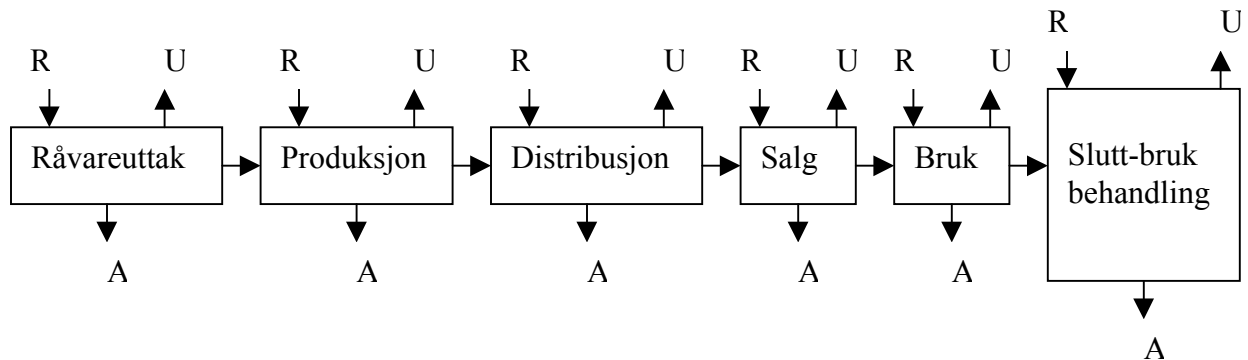 R U
R U R U R U R U R U
Råvareuttak Produksjon Distribusjon Salg Bruk Slutt-bruk
behandling
A A A A A
A